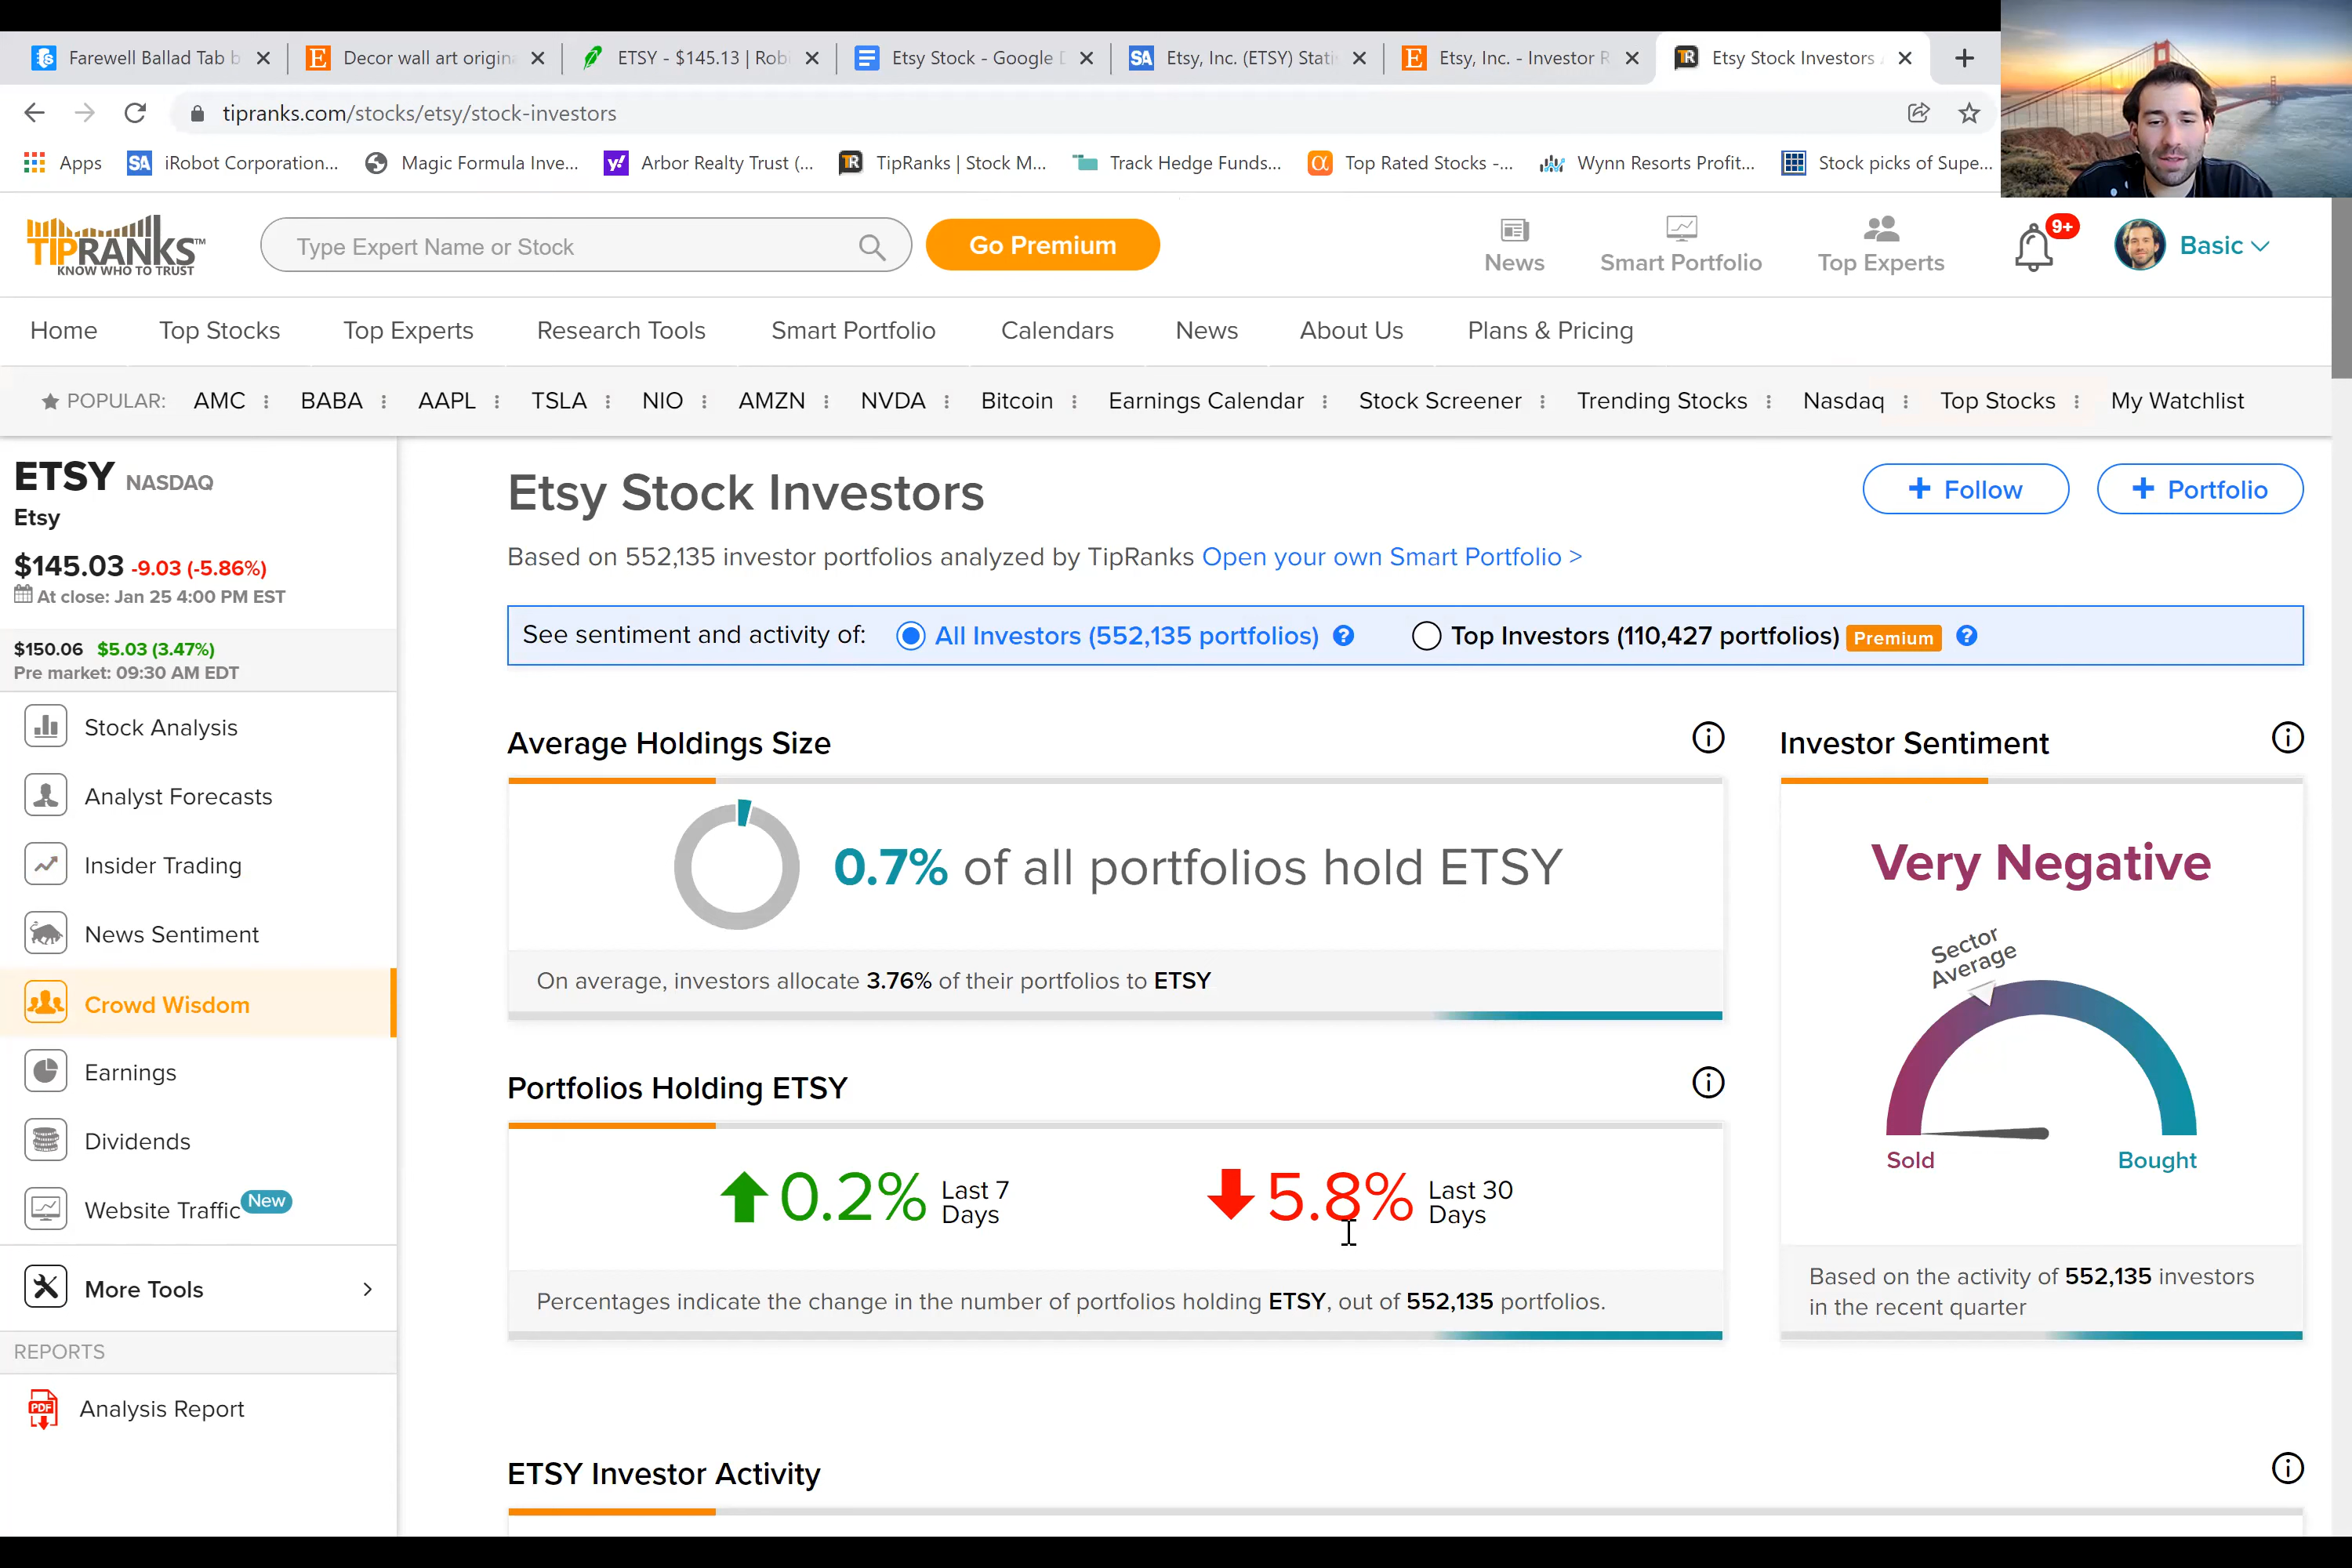 Farewell Ballad Tab b
Decor wall art origin
ETSY - $145.13 | Robi
Etsy Stock - Google D
SA Etsy, Inc. (ETSY) Stati
E Etsy, Inc. - Investor R
TR Etsy Stock Investors
tipranks.com/stocks/etsy/stock-investors
Apps
SA iRobot Corporation...
Magic Formula Inve...
y! Arbor Realty Trust (...
TR TipRanks | Stock M...
Track Hedge Funds...
α Top Rated Stocks -...
Wynn Resorts Profit...
Stock picks of Supe...
TIPRANKS™
KNOW WHO TO TRUST
Type Expert Name or Stock
Go Premium
News
Smart Portfolio
Top Experts
9+
Basic
Home Top Stocks Top Experts Research Tools Smart Portfolio Calendars News About Us Plans & Pricing
POPULAR: AMC BABA AAPL TSLA NIO AMZN NVDA Bitcoin Earnings Calendar Stock Screener Trending Stocks Nasdaq Top Stocks My Watchlist
ETSY NASDAQ
Etsy
$145.03 -9.03 (-5.86%)
At close: Jan 25 4:00 PM EST
$150.06 $5.03 (3.47%)
Pre market: 09:30 AM EDT
Stock Analysis
Analyst Forecasts
Insider Trading
News Sentiment
Crowd Wisdom
Earnings
Dividends
Website Traffic New
More Tools
REPORTS
PDF Analysis Report
Etsy Stock Investors
+ Follow
+ Portfolio
Based on 552,135 investor portfolios analyzed by TipRanks Open your own Smart Portfolio >
See sentiment and activity of: All Investors (552,135 portfolios) ? Top Investors (110,427 portfolios) Premium ?
Average Holdings Size
0.7% of all portfolios hold ETSY
On average, investors allocate 3.76% of their portfolios to ETSY
Portfolios Holding ETSY
0.2% Last 7
Days
5.8% Last 30
Days
Percentages indicate the change in the number of portfolios holding ETSY, out of 552,135 portfolios.
Investor Sentiment
Very Negative
Sector
Average
Sold
Bought
Based on the activity of 552,135 investors
in the recent quarter
ETSY Investor Activity